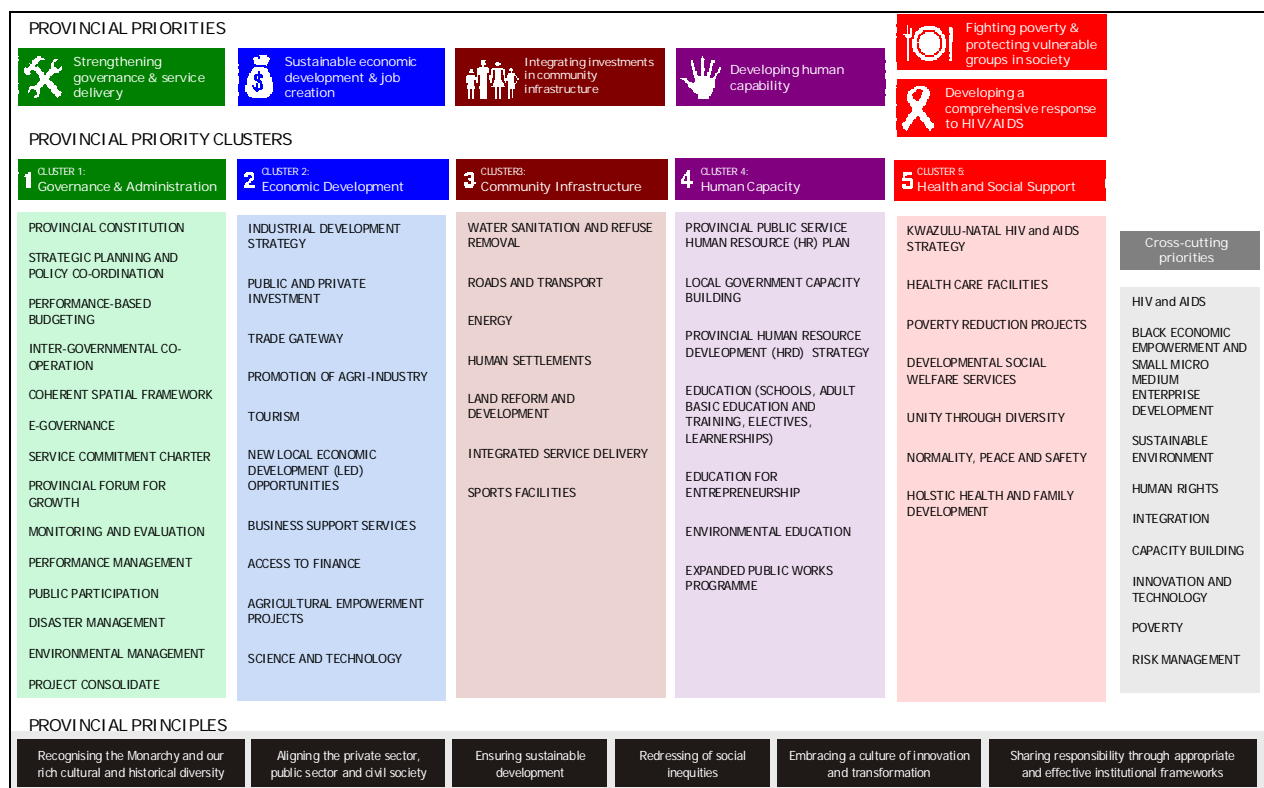 PROVINCIAL PRIORITIES
Strengthening
governance & service
delivery
Sustainable economic
development & job
creation
Integrating investments
in community
infrastructure
Developing human
capability
Fighting poverty &
protecting vulnerable
groups in society
Developing a
comprehensive response
to HIV/AIDS
PROVINCIAL PRIORITY CLUSTERS
1 CLUSTER 1:
Governance & Administration
PROVINCIAL CONSTITUTION
STRATEGIC PLANNING AND
POLICY CO-ORDINATION
PERFORMANCE-BASED
BUDGETING
INTER-GOVERNMENTAL CO-
OPERATION
COHERENT SPATIAL FRAMEWORK
E-GOVERNANCE
SERVICE COMMITMENT CHARTER
PROVINCIAL FORUM FOR
GROWTH
MONITORING AND EVALUATION
PERFORMANCE MANAGEMENT
PUBLIC PARTICIPATION
DISASTER MANAGEMENT
ENVIRONMENTAL MANAGEMENT
PROJECT CONSOLIDATE
2 CLUSTER 2:
Economic Development
INDUSTRIAL DEVELOPMENT
STRATEGY
PUBLIC AND PRIVATE
INVESTMENT
TRADE GATEWAY
PROMOTION OF AGRI-INDUSTRY
TOURISM
NEW LOCAL ECONOMIC
DEVELOPMENT (LED)
OPPORTUNITIES
BUSINESS SUPPORT SERVICES
ACCESS TO FINANCE
AGRICULTURAL EMPOWERMENT
PROJECTS
SCIENCE AND TECHNOLOGY
3 CLUSTER3:
Community Infrastructure
WATER SANITATION AND REFUSE
REMOVAL
ROADS AND TRANSPORT
ENERGY
HUMAN SETTLEMENTS
LAND REFORM AND
DEVELOPMENT
INTEGRATED SERVICE DELIVERY
SPORTS FACILITIES
4 CLUSTER 4:
Human Capacity
PROVINCIAL PUBLIC SERVICE
HUMAN RESOURCE (HR) PLAN
LOCAL GOVERNMENT CAPACITY
BUILDING
PROVINCIAL HUMAN RESOURCE
DEVLEOPMENT (HRD) STRATEGY
EDUCATION (SCHOOLS, ADULT
BASIC EDUCATION AND
TRAINING, ELECTIVES,
LEARNERSHIPS)
EDUCATION FOR
ENTREPRENEURSHIP
ENVIRONMENTAL EDUCATION
EXPANDED PUBLIC WORKS
PROGRAMME
5 CLUSTER 5:
Health and Social Support
KWAZULU-NATAL HIV and AIDS
STRATEGY
HEALTH CARE FACILITIES
POVERTY REDUCTION PROJECTS
DEVELOPMENTAL SOCIAL
WELFARE SERVICES
UNITY THROUGH DIVERSITY
NORMALITY, PEACE AND SAFETY
HOLSTIC HEALTH AND FAMILY
DEVELOPMENT
Cross-cutting
priorities
HIV and AIDS
BLACK ECONOMIC
EMPOWERMENT AND
SMALL MICRO
MEDIUM
ENTERPRISE
DEVELOPMENT
SUSTAINABLE
ENVIRONMENT
HUMAN RIGHTS
INTEGRATION
CAPACITY BUILDING
INNOVATION AND
TECHNOLOGY
POVERTY
RISK MANAGEMENT
PROVINCIAL PRINCIPLES
Recognising the Monarchy and our
rich cultural and historical diversity
Aligning the private sector,
public sector and civil society
Ensuring sustainable
development
Redressing of social
inequities
Embracing a culture of innovation
and transformation
Sharing responsibility through appropriate
and effective institutional frameworks